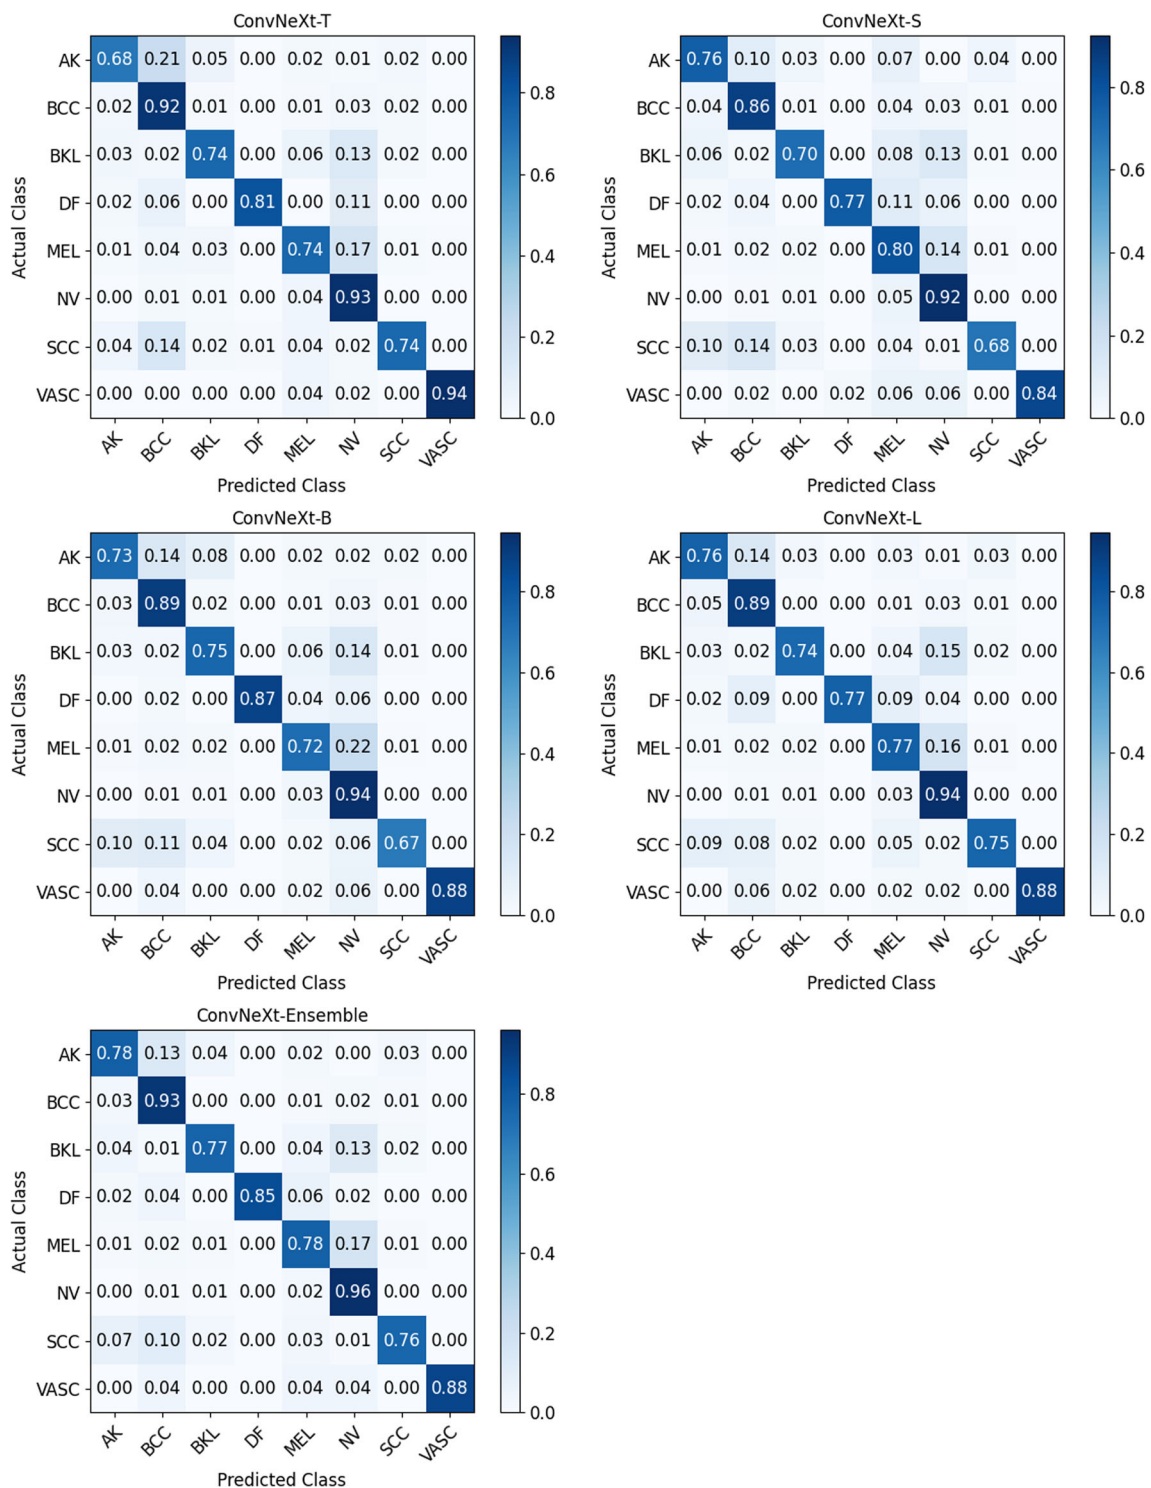 ConvNeXt-T
AK 0.68 0.21 0.05 0.00 0.02 0.01 0.02 0.00
BCC 0.02 0.92 0.01 0.00 0.01 0.03 0.02 0.00
BKL 0.03 0.02 0.74 0.00 0.06 0.13 0.02 0.00
DF 0.02 0.06 0.00 0.81 0.00 0.11 0.00 0.00
MEL 0.01 0.04 0.03 0.00 0.74 0.17 0.01 0.00
NV 0.00 0.01 0.01 0.00 0.04 0.93 0.00 0.00
SCC 0.04 0.14 0.02 0.01 0.04 0.02 0.74 0.00
VASC 0.00 0.00 0.00 0.00 0.04 0.02 0.00 0.94
AK BCC BKL DF MEL NV SCC VASC
Predicted Class
Actual Class
0.8
0.6
0.4
0.2
0.0
ConvNeXt-S
AK 0.76 0.10 0.03 0.00 0.07 0.00 0.04 0.00
BCC 0.04 0.86 0.01 0.00 0.04 0.03 0.01 0.00
BKL 0.06 0.02 0.70 0.00 0.08 0.13 0.01 0.00
DF 0.02 0.04 0.00 0.77 0.11 0.06 0.00 0.00
MEL 0.01 0.02 0.02 0.00 0.80 0.14 0.01 0.00
NV 0.00 0.01 0.01 0.00 0.05 0.92 0.00 0.00
SCC 0.10 0.14 0.03 0.00 0.04 0.01 0.68 0.00
VASC 0.00 0.02 0.00 0.02 0.06 0.06 0.00 0.84
AK BCC BKL DF MEL NV SCC VASC
Predicted Class
Actual Class
0.8
0.6
0.4
0.2
0.0
ConvNeXt-B
AK 0.73 0.14 0.08 0.00 0.02 0.02 0.02 0.00
BCC 0.03 0.89 0.02 0.00 0.01 0.03 0.01 0.00
BKL 0.03 0.02 0.75 0.00 0.06 0.14 0.01 0.00
DF 0.00 0.02 0.00 0.87 0.04 0.06 0.00 0.00
MEL 0.01 0.02 0.02 0.00 0.72 0.22 0.01 0.00
NV 0.00 0.01 0.01 0.00 0.03 0.94 0.00 0.00
SCC 0.10 0.11 0.04 0.00 0.02 0.06 0.67 0.00
VASC 0.00 0.04 0.00 0.00 0.02 0.06 0.00 0.88
AK BCC BKL DF MEL NV SCC VASC
Predicted Class
Actual Class
0.8
0.6
0.4
0.2
0.0
ConvNeXt-L
AK 0.76 0.14 0.03 0.00 0.03 0.01 0.03 0.00
BCC 0.05 0.89 0.00 0.00 0.01 0.03 0.01 0.00
BKL 0.03 0.02 0.74 0.00 0.04 0.15 0.02 0.00
DF 0.02 0.09 0.00 0.77 0.09 0.04 0.00 0.00
MEL 0.01 0.02 0.02 0.00 0.77 0.16 0.01 0.00
NV 0.00 0.01 0.01 0.00 0.03 0.94 0.00 0.00
SCC 0.09 0.08 0.02 0.00 0.05 0.02 0.75 0.00
VASC 0.00 0.06 0.02 0.00 0.02 0.02 0.00 0.88
AK BCC BKL DF MEL NV SCC VASC
Predicted Class
Actual Class
0.8
0.6
0.4
0.2
0.0
ConvNeXt-Ensemble
AK 0.78 0.13 0.04 0.00 0.02 0.00 0.03 0.00
BCC 0.03 0.93 0.00 0.00 0.01 0.02 0.01 0.00
BKL 0.04 0.01 0.77 0.00 0.04 0.13 0.02 0.00
DF 0.02 0.04 0.00 0.85 0.06 0.02 0.00 0.00
MEL 0.01 0.02 0.01 0.00 0.78 0.17 0.01 0.00
NV 0.00 0.01 0.01 0.00 0.02 0.96 0.00 0.00
SCC 0.07 0.10 0.02 0.00 0.03 0.01 0.76 0.00
VASC 0.00 0.04 0.00 0.00 0.04 0.04 0.00 0.88
AK BCC BKL DF MEL NV SCC VASC
Predicted Class
Actual Class
0.8
0.6
0.4
0.2
0.0